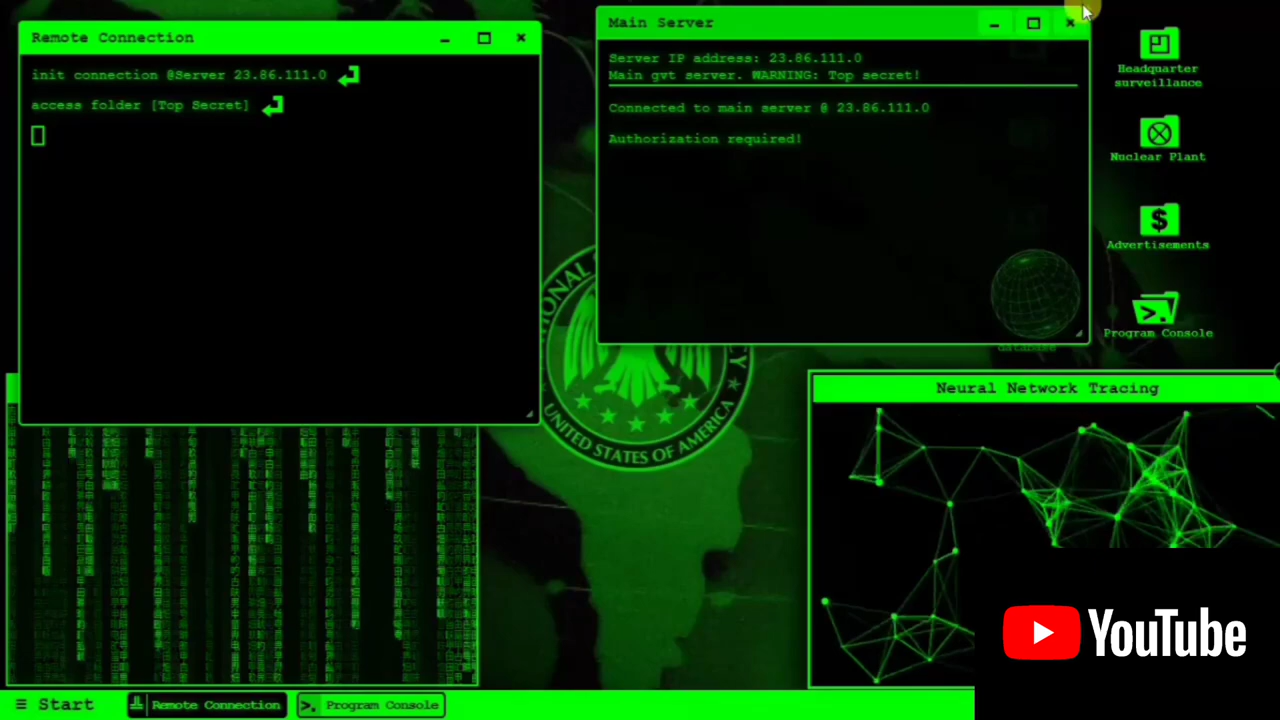 Remote Connection
init connection @Server 23.86.111.0
access folder [Top Secret]
Main Server
Server IP address: 23.86.111.0
Main gvt server. WARNING: Top secret!
Connected to main server @ 23.86.111.0
Authorization required!
Headquarter
surveillance
Nuclear Plant
$
Advertisements
>_.
Program Console
UNITED STATES OF AMERICA
Neural Network Tracing
YouTube
≡ Start
Remote Connection
>_. Program Console